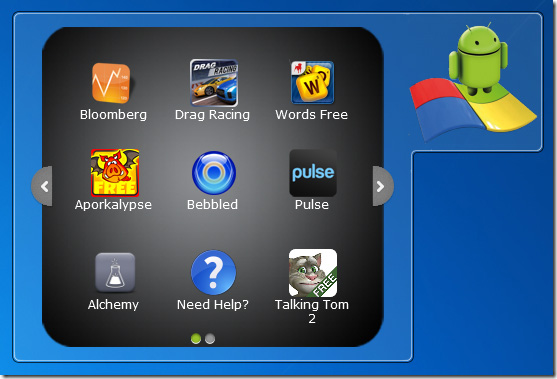 Bloomberg
DRAG
RACING
Drag Racing
W
Words Free
FREE
Aporkalypse
Bebbled
pulse
Pulse
Alchemy
?
Need Help?
FREE
Talking Tom
2